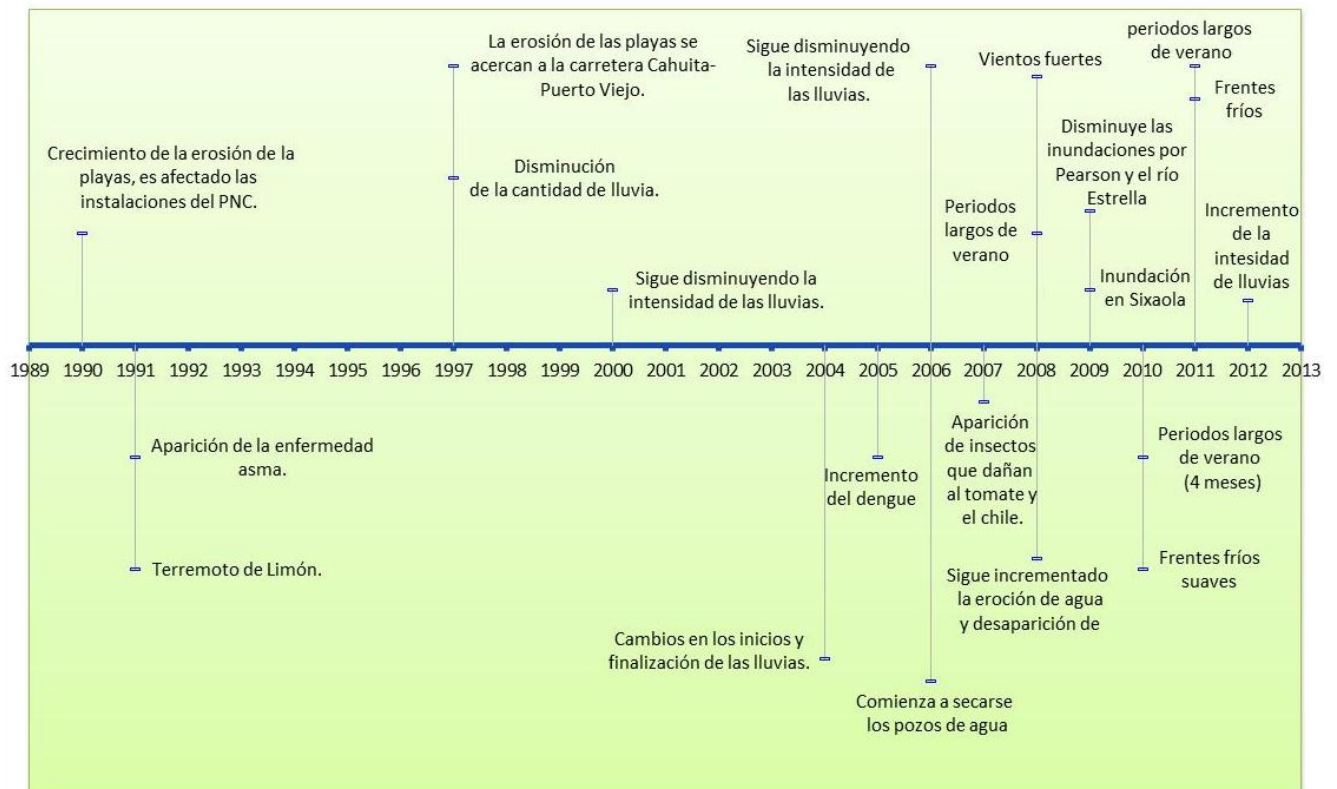 La erosión de las playas se
acercan a la carretera Cahuita-
Puerto Viejo.
Sigue disminuyendo
la intensidad de
las lluvias.
Vientos fuertes
periodos largos
de verano
Frentes
fríos
Crecimiento de la erosión de la
playas, es afectado las
instalaciones del PNC.
Disminución
de la cantidad de lluvia.
Disminuye las
inundaciones por
Pearson y el río
Estrella
Periodos
largos de
verano
Incremento
de la
intesidad
de lluvias
Sigue disminuyendo la
intensidad de las lluvias.
Inundación
en Sixaola
1989 1990 1991 1992 1993 1994 1995 1996 1997 1998 1999 2000 2001 2002 2003 2004 2005 2006 2007 2008 2009 2010 2011 2012 2013
Aparición de la enfermedad
asma.
Terremoto de Limón.
Incremento
del dengue
Aparición
de insectos
que dañan
al tomate y
el chile.
Periodos largos
de verano
(4 meses)
Sigue incrementado
la eroción de agua
y desaparición de
Frentes fríos
suaves
Cambios en los inicios y
finalización de las lluvias.
Comienza a secarse
los pozos de agua